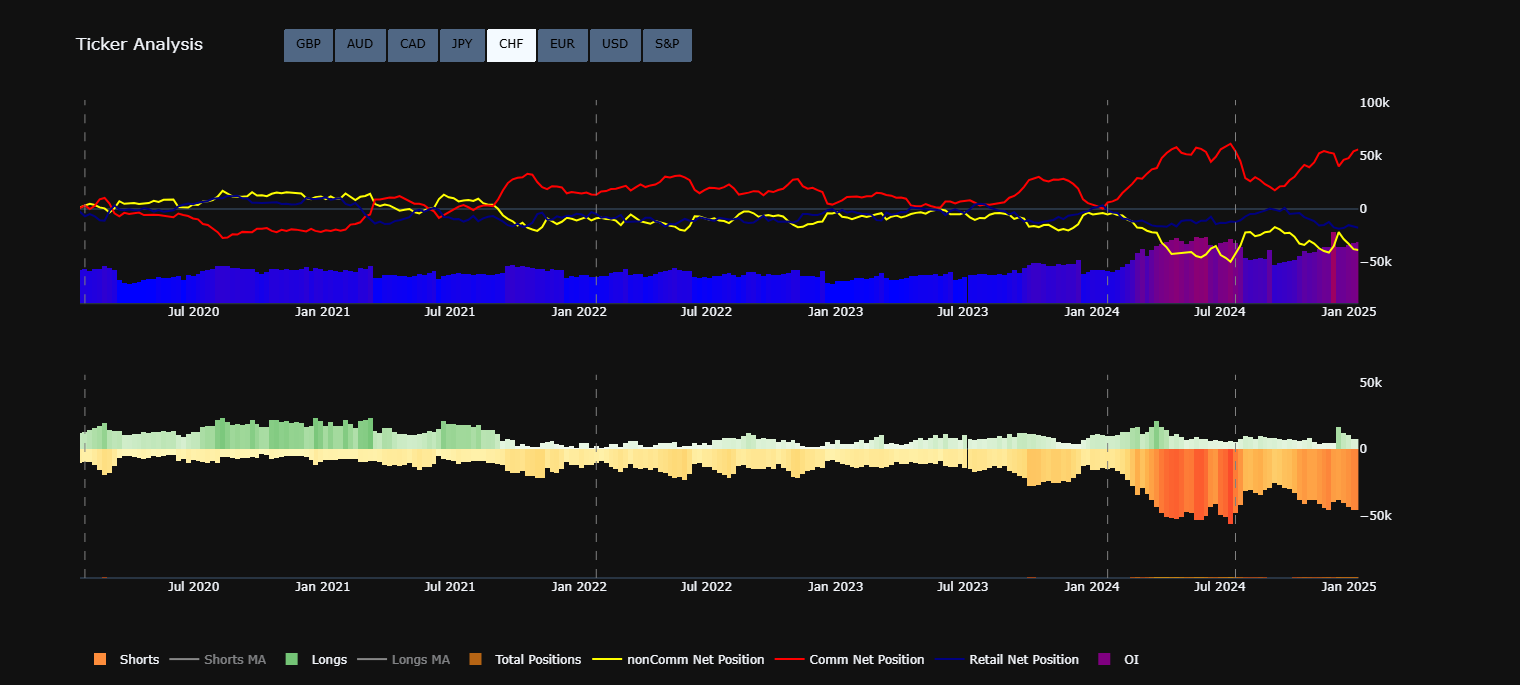 Ticker Analysis GBP AUD CAD JPY CHF EUR USD S&P
100k
50k
0
−50k
Jul 2020 Jan 2021 Jul 2021 Jan 2022 Jul 2022 Jan 2023 Jul 2023 Jan 2024 Jul 2024 Jan 2025
50k
0
−50k
Jul 2020 Jan 2021 Jul 2021 Jan 2022 Jul 2022 Jan 2023 Jul 2023 Jan 2024 Jul 2024 Jan 2025
Shorts Shorts MA Longs Longs MA Total Positions nonComm Net Position Comm Net Position Retail Net Position OI